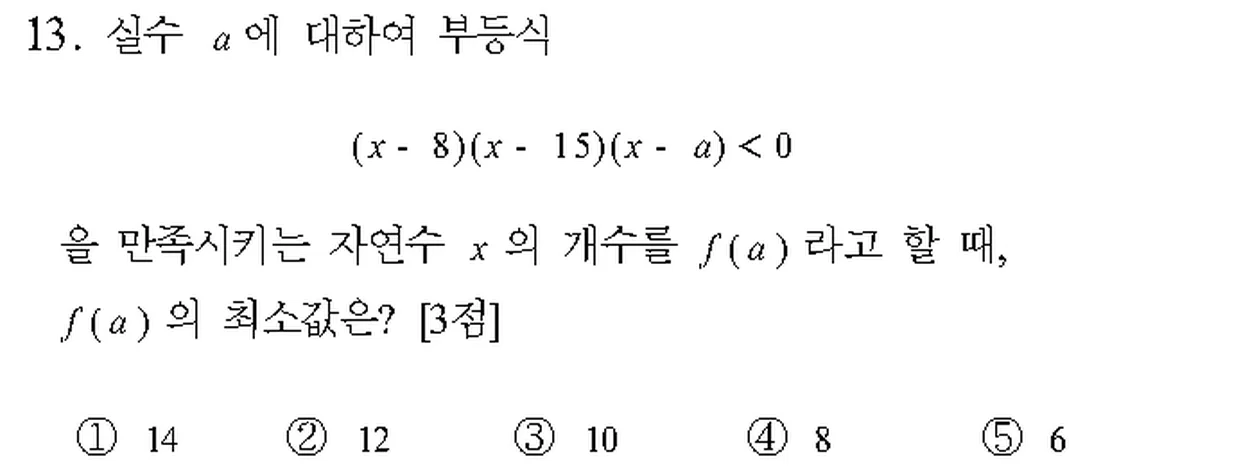 13. 실수 a에 대하여 부등식
(x - 8)(x - 15)(x - a) < 0
을 만족시키는 자연수 x의 개수를 f(a)라고 할 때,
f(a)의 최소값은? [3점]
① 14 ② 12 ③ 10 ④ 8 ⑤ 6